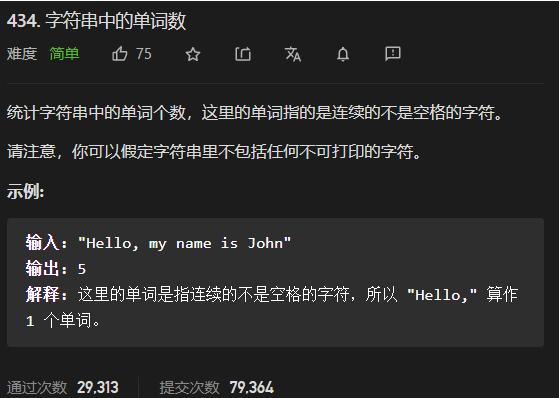 434. 字符串中的单词数
难度 简单 75
统计字符串中的单词个数，这里的单词指的是连续的不是空格的字符。
请注意，你可以假定字符串里不包括任何不可打印的字符。
示例:
输入: "Hello, my name is John"
输出: 5
解释: 这里的单词是指连续的不是空格的字符，所以 "Hello," 算作
1 个单词。
通过次数 29,313 提交次数 79,364